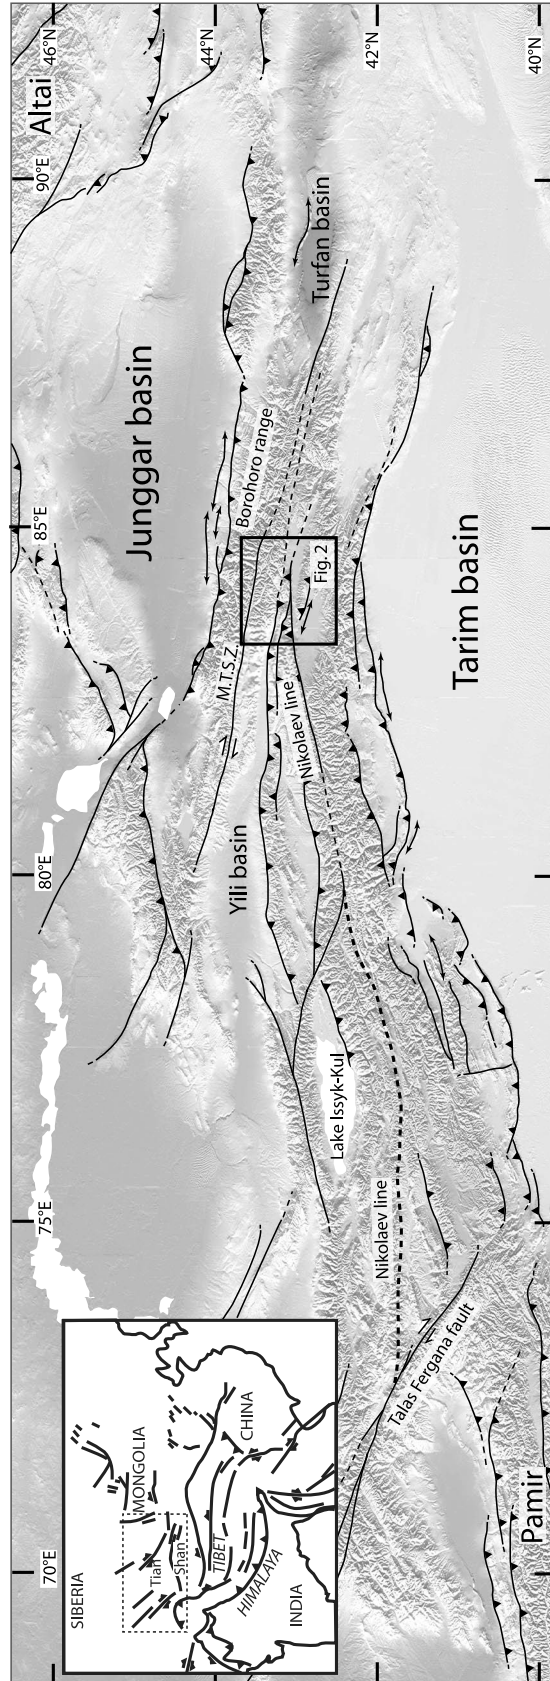 46°N
44°N
42°N
40°N
Altai
90°E
Turfan basin
Junggar basin
Borohoro range
85°E
Fig.2
Tarim basin
M.T.S.Z.
Nikolaev line
Yili basin
80°E
Lake Issyk-Kul
75°E
Nikolaev line
Talas Fergana fault
Pamir
70°E
SIBERIA
MONGOLIA
CHINA
Tian
Shan
TIBET
HIMALAYA
INDIA